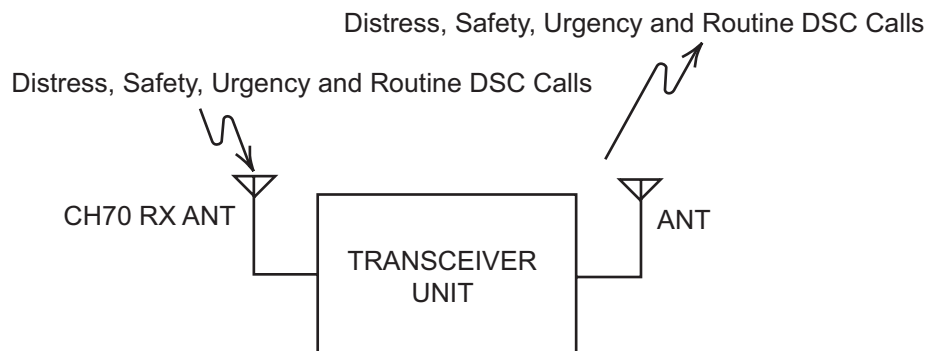 Distress, Safety, Urgency and Routine DSC Calls
Distress, Safety, Urgency and Routine DSC Calls
CH70 RX ANT
ANT
TRANSCEIVER
UNIT